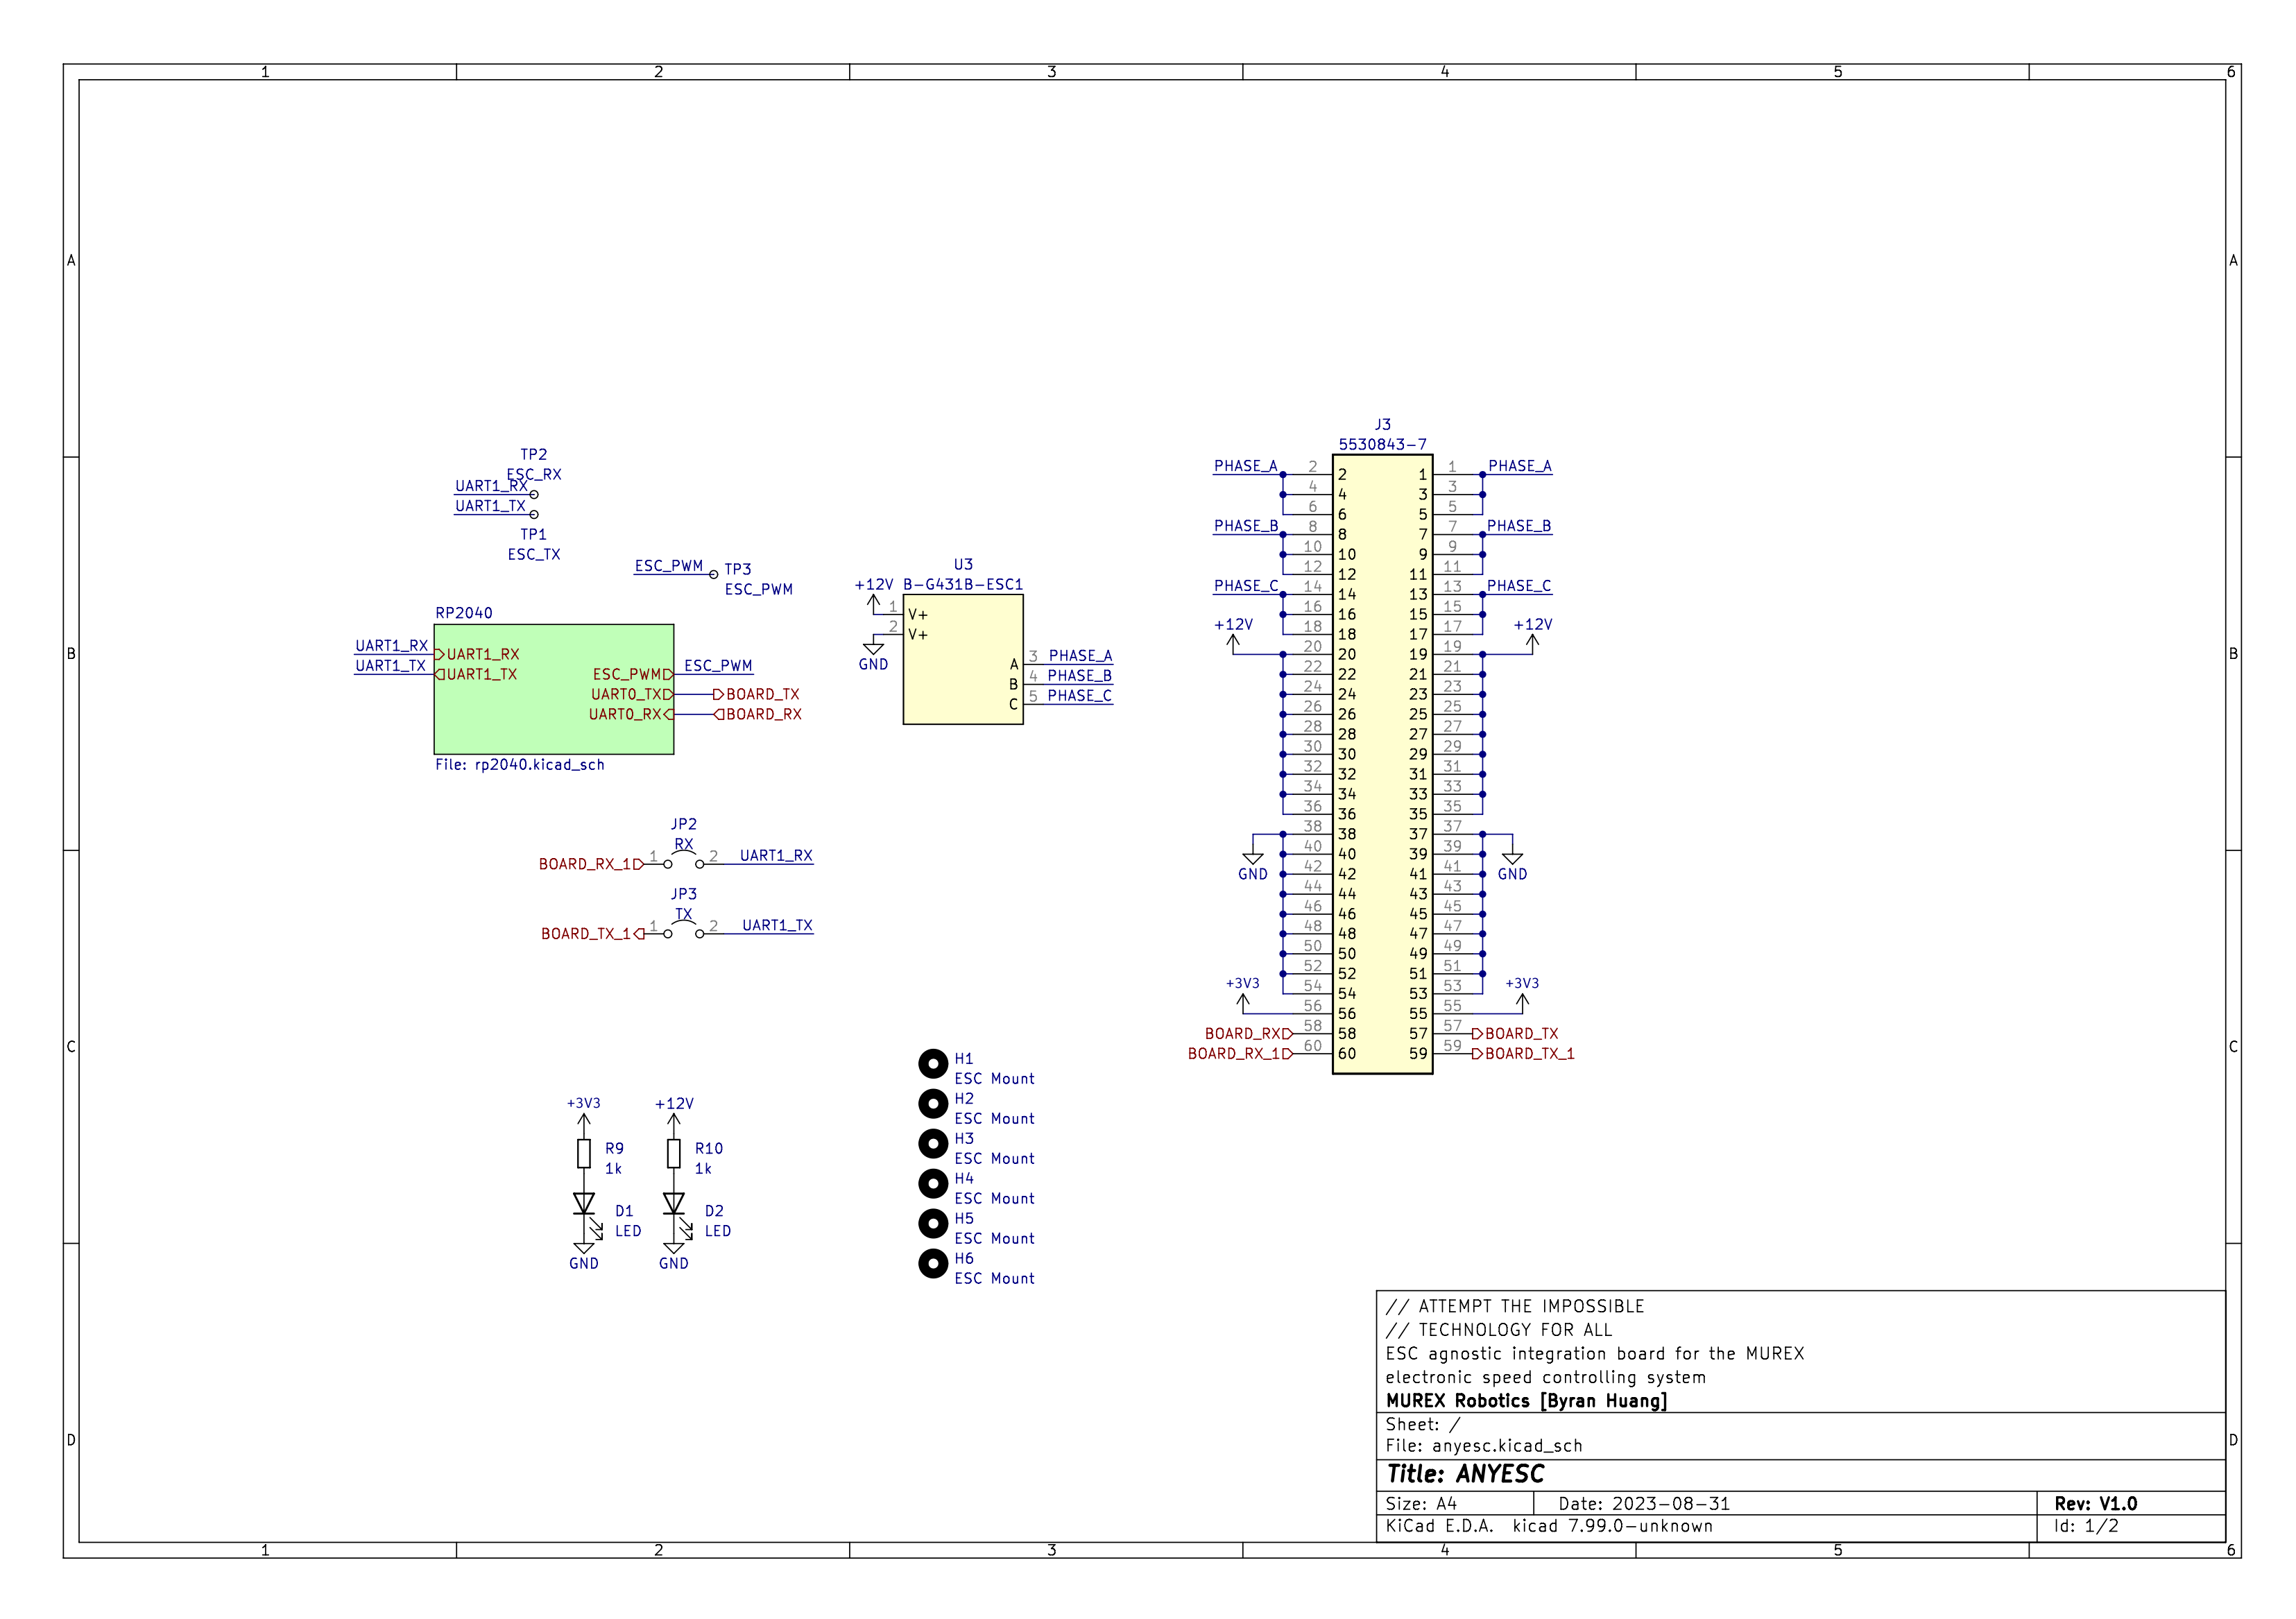 1 2 3 4 5 6
A A
B B
C C
D D
TP2
ESC_RX
UART1_RX
UART1_TX
TP1
ESC_TX
ESC_PWM
TP3
ESC_PWM
RP2040
UART1_RX
UART1_TX
UART1_RX
UART1_TX
ESC_PWM
UART0_TX
UART0_RX
ESC_PWM
BOARD_TX
BOARD_RX
File: rp2040.kicad_sch
U3
B-G431B-ESC1
+12V
GND
1 V+
2 V+
A 3 PHASE_A
B 4 PHASE_B
C 5 PHASE_C
JP2
RX
BOARD_RX_1 1 2 UART1_RX
JP3
TX
BOARD_TX_1 1 2 UART1_TX
J3
5530843-7
PHASE_A 2 2 1 1 PHASE_A
4 4 3 3
6 6 5 5
PHASE_B 8 8 7 7 PHASE_B
10 10 9 9
12 12 11 11
PHASE_C 14 14 13 13 PHASE_C
16 16 15 15
18 18 17 17
+12V 20 20 19 19 +12V
22 22 21 21
24 24 23 23
26 26 25 25
28 28 27 27
30 30 29 29
32 32 31 31
34 34 33 33
36 36 35 35
38 38 37 37
40 40 39 39
GND 42 42 41 41 GND
44 44 43 43
46 46 45 45
48 48 47 47
50 50 49 49
52 52 51 51
54 54 53 53
+3V3 56 56 55 55 +3V3
BOARD_RX 58 58 57 57 BOARD_TX
BOARD_RX_1 60 60 59 59 BOARD_TX_1
+3V3
R9
1k
D1
LED
GND
+12V
R10
1k
D2
LED
GND
H1
ESC Mount
H2
ESC Mount
H3
ESC Mount
H4
ESC Mount
H5
ESC Mount
H6
ESC Mount
// ATTEMPT THE IMPOSSIBLE
// TECHNOLOGY FOR ALL
ESC agnostic integration board for the MUREX
electronic speed controlling system
MUREX Robotics [Byran Huang]
Sheet: /
File: anyesc.kicad_sch
Title: ANYESC
Size: A4 Date: 2023-08-31 Rev: V1.0
KiCad E.D.A. kicad 7.99.0-unknown Id: 1/2
1 2 3 4 5 6